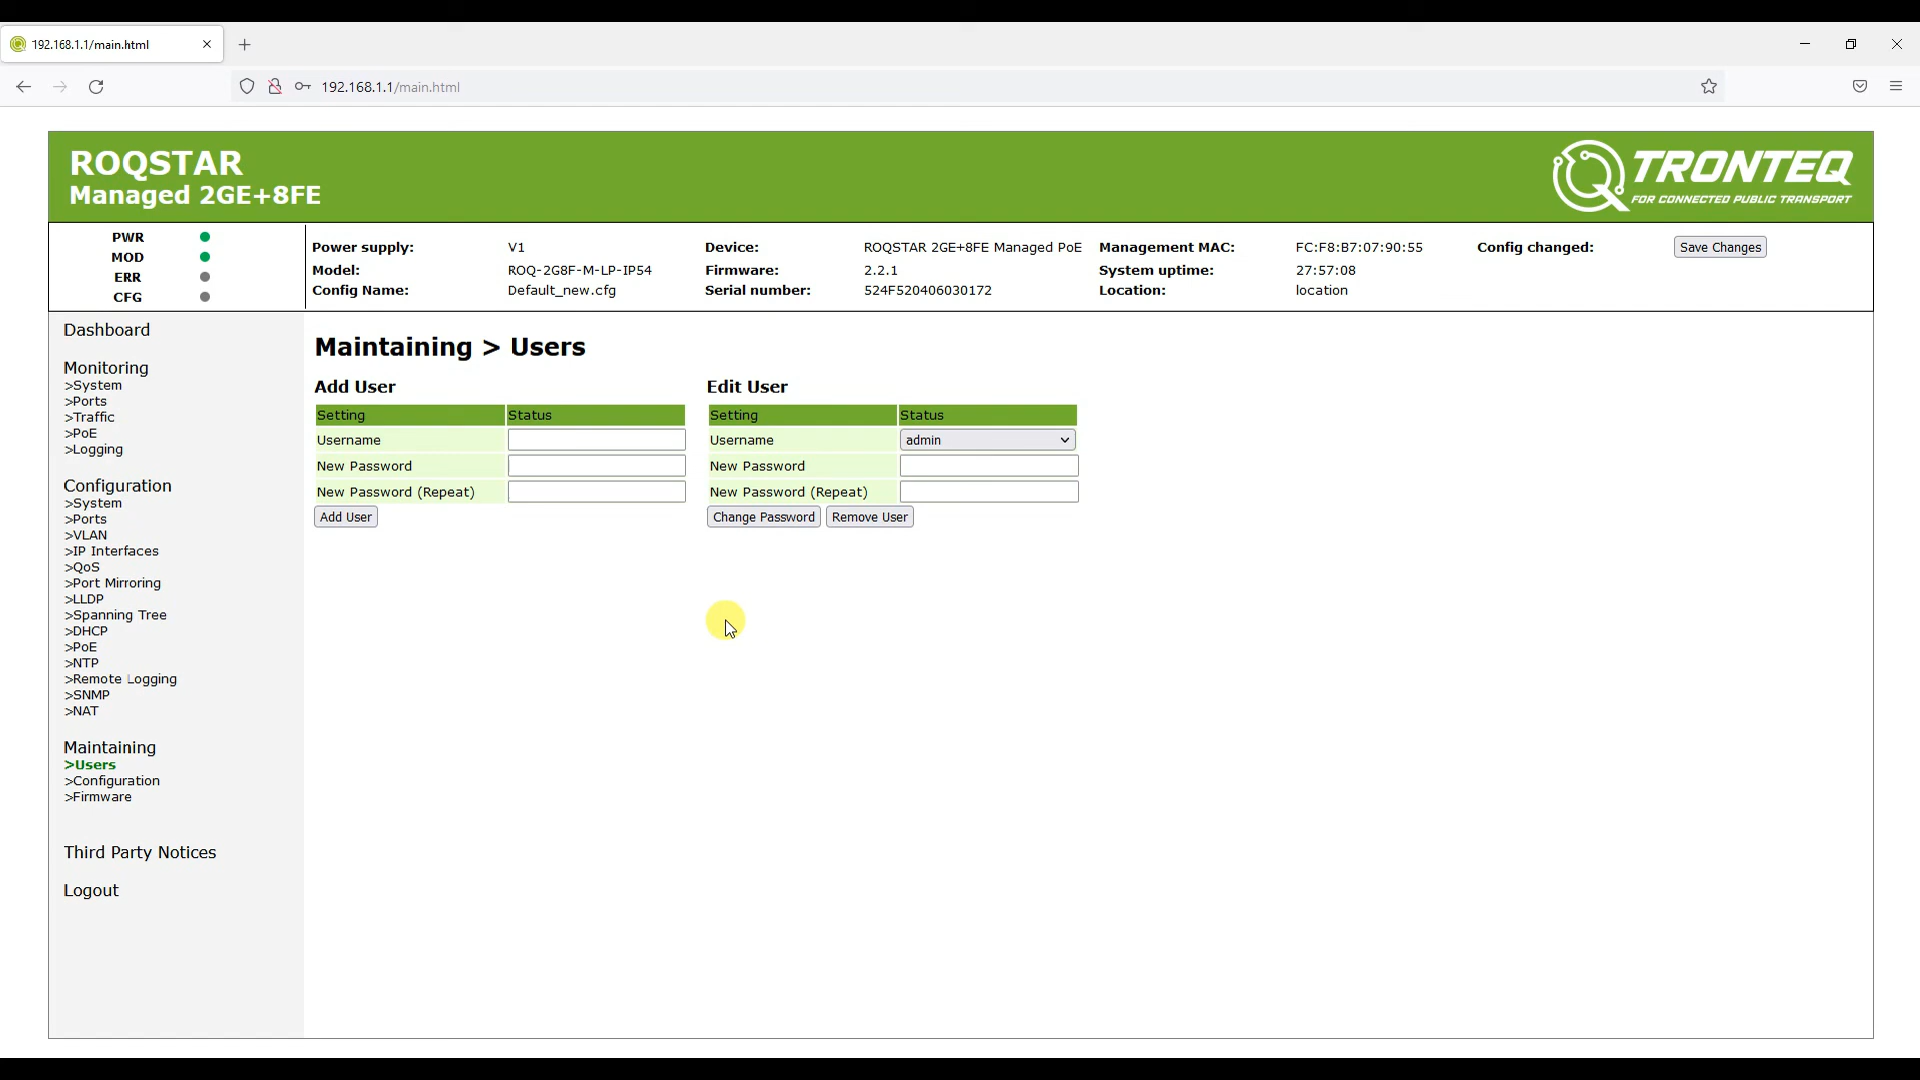 192.168.1.1/main.html
192.168.1.1/main.html
ROQSTAR
Managed 2GE+8FE
TRONTEQ
FOR CONNECTED PUBLIC TRANSPORT
PWR
MOD
ERR
CFG
Power supply: V1 Device: ROQSTAR 2GE+8FE Managed PoE Management MAC: FC:F8:B7:07:90:55 Config changed: Save Changes
Model: ROQ-2G8F-M-LP-IP54 Firmware: 2.2.1 System uptime: 27:57:08
Config Name: Default_new.cfg Serial number: 524F520406030172 Location: location
Dashboard
Monitoring
>System
>Ports
>Traffic
>PoE
>Logging
Configuration
>System
>Ports
>VLAN
>IP Interfaces
>QoS
>Port Mirroring
>LLDP
>Spanning Tree
>DHCP
>PoE
>NTP
>Remote Logging
>SNMP
>NAT
Maintaining
>Users
>Configuration
>Firmware
Third Party Notices
Logout
Maintaining > Users
Add User
Setting Status
Username
New Password
New Password (Repeat)
Add User
Edit User
Setting Status
Username admin
New Password
New Password (Repeat)
Change Password Remove User